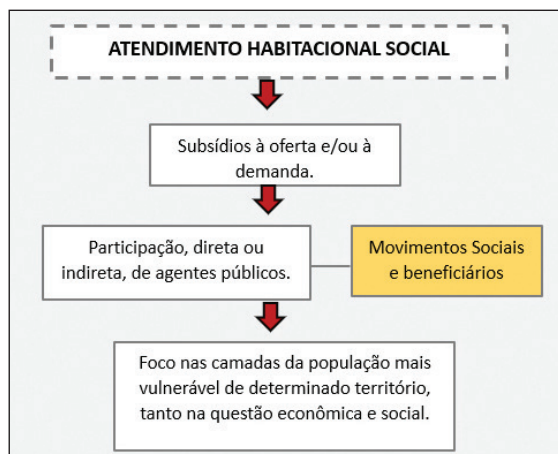 ATENDIMENTO HABITACIONAL SOCIAL
Subsídios à oferta e/ou à
demanda.
Participação, direta ou
indireta, de agentes públicos.
Movimentos Sociais
e beneficiários
Foco nas camadas da população mais
vulnerável de determinado território,
tanto na questão econômica e social.